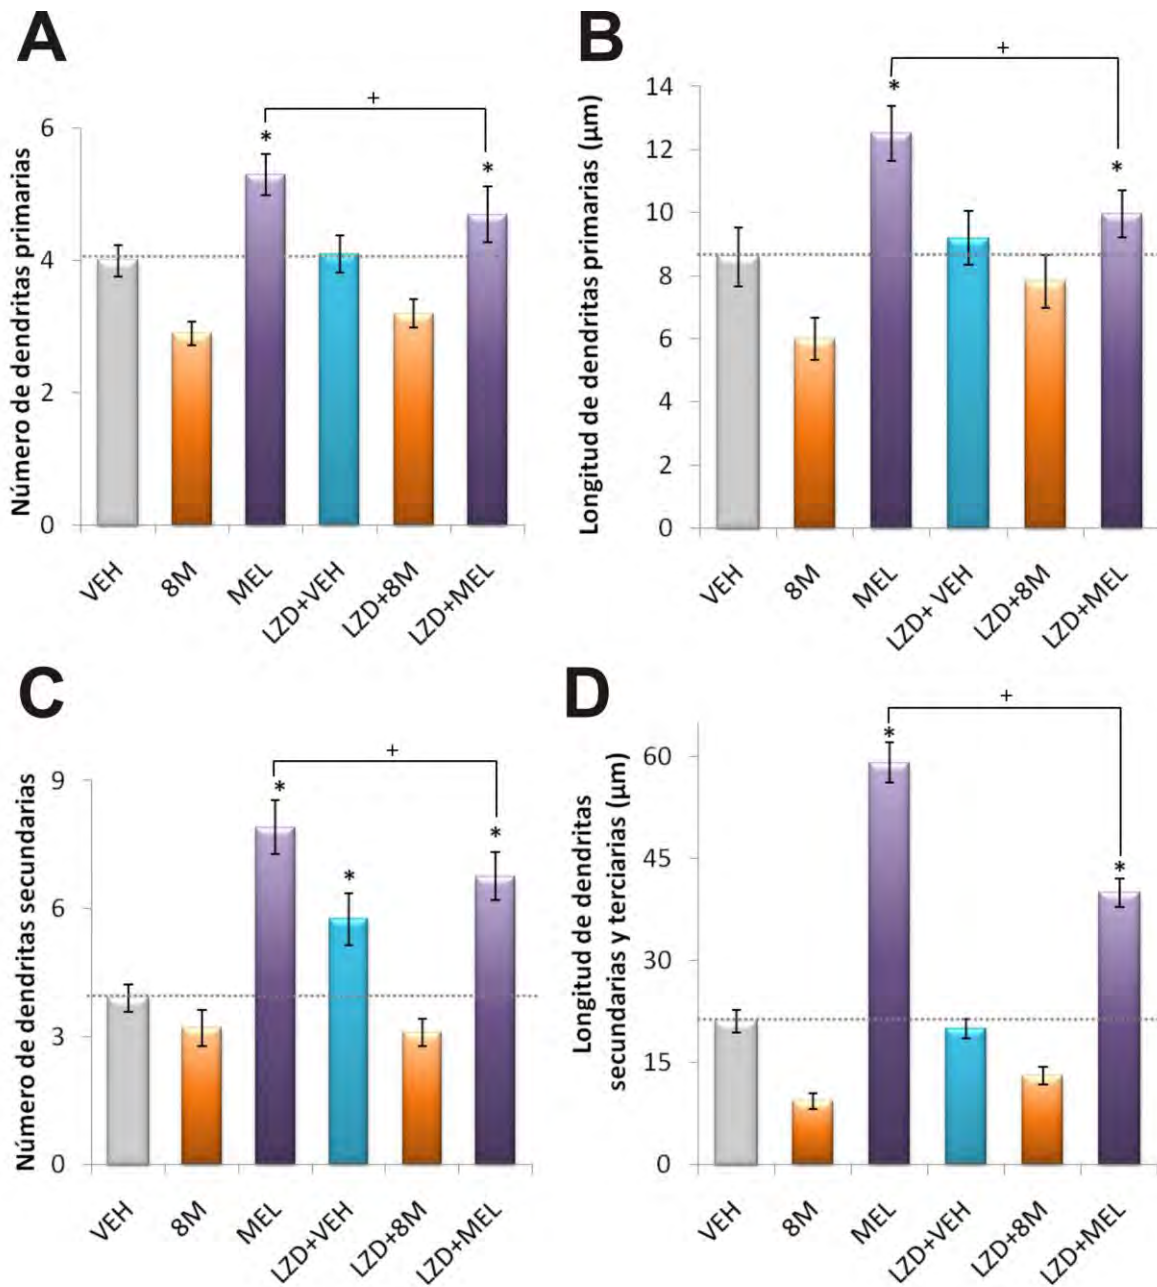 A
Número de dendritas primarias
6
4
2
0
+
*
*
VEH
8M
MEL
LZD+VEH
LZD+8M
LZD+MEL
B
Longitud de dendritas primarias (µm)
14
12
10
8
6
4
2
0
+
*
*
VEH
8M
MEL
LZD+ VEH
LZD+8M
LZD+MEL
C
Número de dendritas secundarias
9
6
3
0
+
*
*
*
VEH
8M
MEL
LZD+VEH
LZD+8M
LZD+MEL
D
Longitud de dendritas
secundarias y terciarias (µm)
60
45
30
15
0
+
*
*
VEH
8M
MEL
LZD+VEH
LZD+8M
LZD+MEL